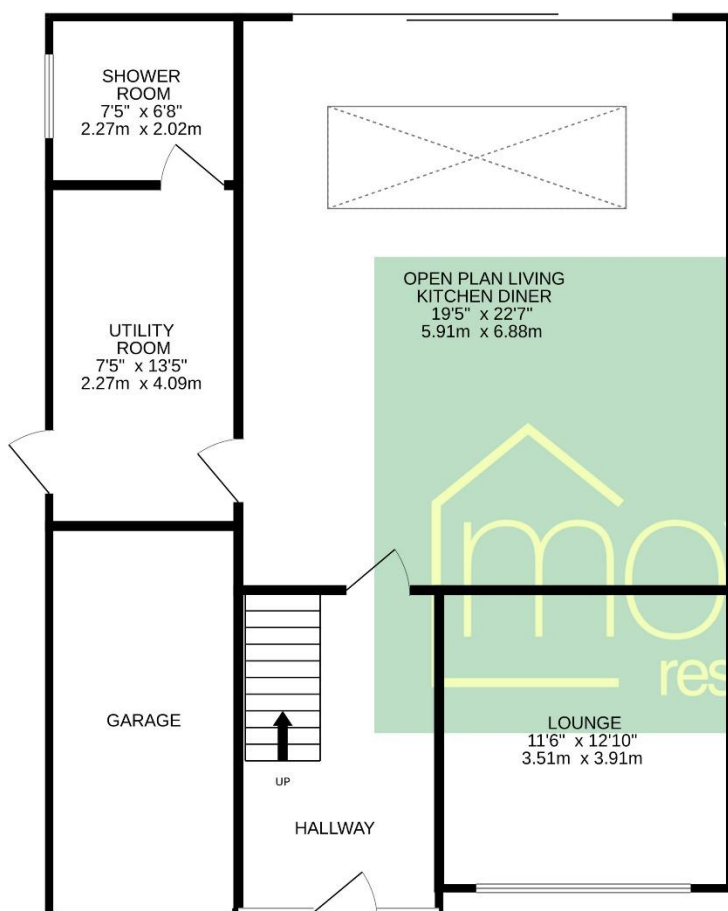 SHOWER
ROOM
7'5" x 6'8"
2.27m x 2.02m
OPEN PLAN LIVING
KITCHEN DINER
19'5" x 22'7"
5.91m x 6.88m
UTILITY
ROOM
7'5" x 13'5"
2.27m x 4.09m
mo
res
GARAGE
LOUNGE
11'6" x 12'10"
3.51m x 3.91m
UP
HALLWAY